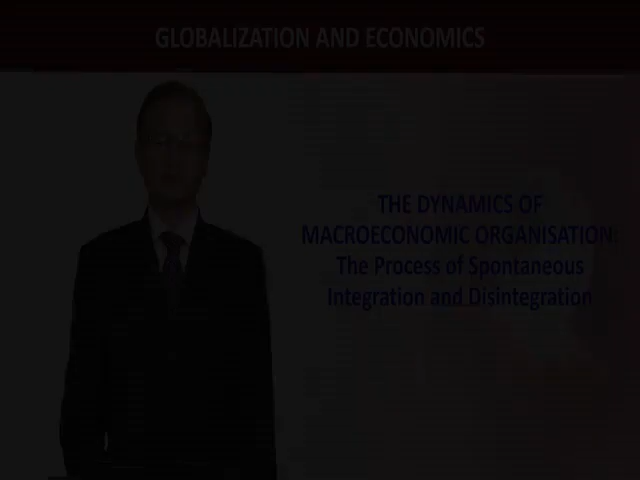 GLOBALIZATION AND ECONOMICS
THE DYNAMICS OF
MACROECONOMIC ORGANISATION:
The Process of Spontaneous
Integration and Disintegration